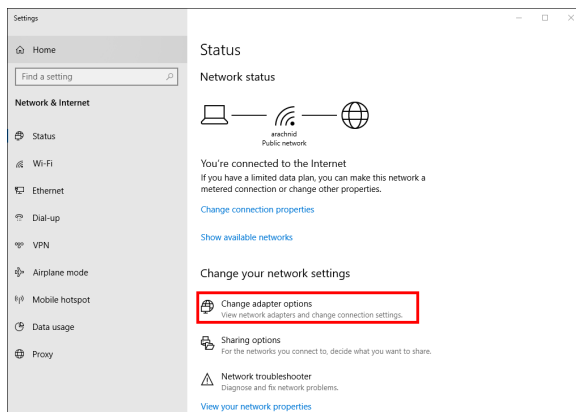 Settings
Home
Find a setting
Network & Internet
Status
Wi-Fi
Ethernet
Dial-up
VPN
Airplane mode
Mobile hotspot
Data usage
Proxy
Status
Network status
arachnid
Public network
You're connected to the Internet
If you have a limited data plan, you can make this network a
metered connection or change other properties.
Change connection properties
Show available networks
Change your network settings
Change adapter options
View network adapters and change connection settings.
Sharing options
For the networks you connect to, decide what you want to share.
Network troubleshooter
Diagnose and fix network problems.
View your network properties